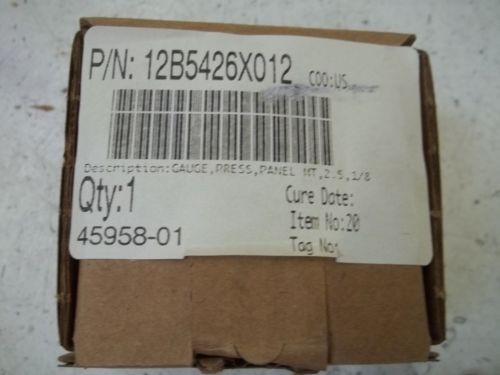 P/N: 12B5426X012 COO:US
Description:GAUGE,PRESS,PANEL MT,2.5,1/8
Qty:1
Cure Date:
45958-01
Item No:20
Tag No: